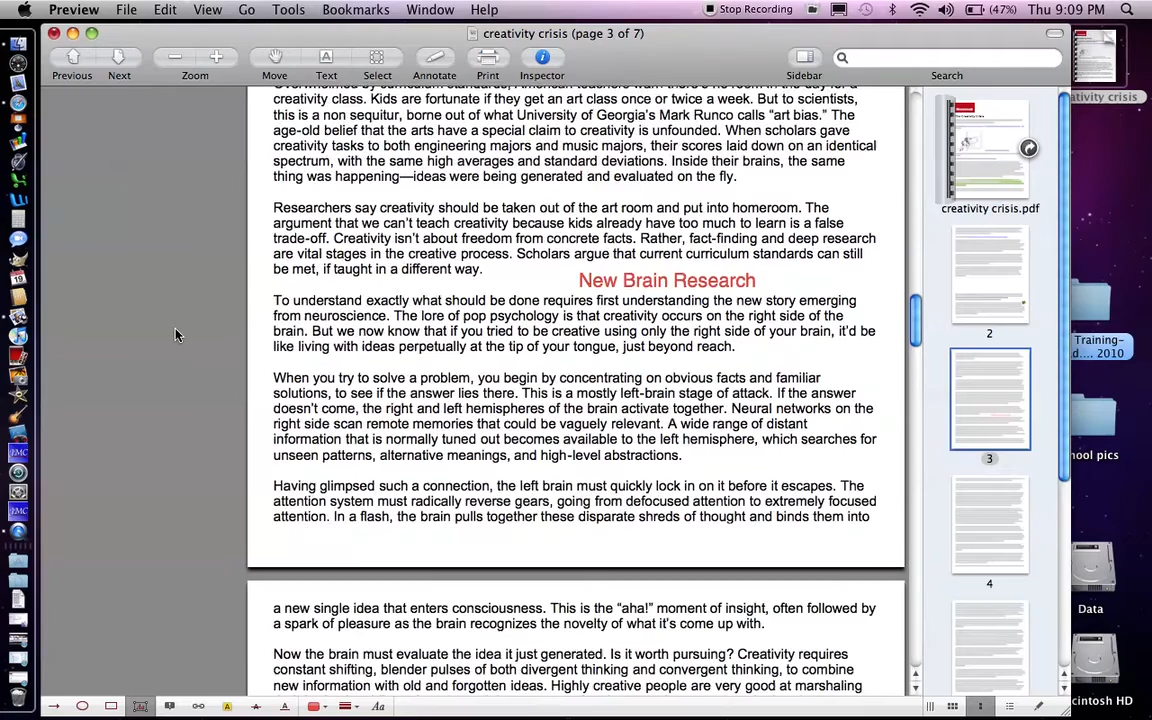 Preview File Edit View Go Tools Bookmarks Window Help Stop Recording (47%) Thu 9:09 PM
creativity crisis (page 3 of 7)
Previous Next Zoom Move Text Select Annotate Print Inspector Sidebar Search
creativity class. Kids are fortunate if they get an art class once or twice a week. But to scientists,
this is a non sequitur, borne out of what University of Georgia's Mark Runco calls “art bias.” The
age-old belief that the arts have a special claim to creativity is unfounded. When scholars gave
creativity tasks to both engineering majors and music majors, their scores laid down on an identical
spectrum, with the same high averages and standard deviations. Inside their brains, the same
thing was happening—ideas were being generated and evaluated on the fly.
Researchers say creativity should be taken out of the art room and put into homeroom. The
argument that we can't teach creativity because kids already have too much to learn is a false
trade-off. Creativity isn't about freedom from concrete facts. Rather, fact-finding and deep research
are vital stages in the creative process. Scholars argue that current curriculum standards can still
be met, if taught in a different way.
New Brain Research
To understand exactly what should be done requires first understanding the new story emerging
from neuroscience. The lore of pop psychology is that creativity occurs on the right side of the
brain. But we now know that if you tried to be creative using only the right side of your brain, it'd be
like living with ideas perpetually at the tip of your tongue, just beyond reach.
When you try to solve a problem, you begin by concentrating on obvious facts and familiar
solutions, to see if the answer lies there. This is a mostly left-brain stage of attack. If the answer
doesn't come, the right and left hemispheres of the brain activate together. Neural networks on the
right side scan remote memories that could be vaguely relevant. A wide range of distant
information that is normally tuned out becomes available to the left hemisphere, which searches for
unseen patterns, alternative meanings, and high-level abstractions.
Having glimpsed such a connection, the left brain must quickly lock in on it before it escapes. The
attention system must radically reverse gears, going from defocused attention to extremely focused
attention. In a flash, the brain pulls together these disparate shreds of thought and binds them into
a new single idea that enters consciousness. This is the “aha!” moment of insight, often followed by
a spark of pleasure as the brain recognizes the novelty of what it's come up with.
Now the brain must evaluate the idea it just generated. Is it worth pursuing? Creativity requires
constant shifting, blender pulses of both divergent thinking and convergent thinking, to combine
new information with old and forgotten ideas. Highly creative people are very good at marshaling
creativity crisis.pdf
2
3
4
ativity crisis
Training-
d.... 2010
hool pics
Data
cintosh HD
Aa